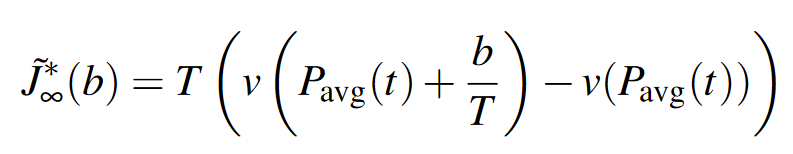 J̃*∞(b) = T(v(Pavg(t) + b/T) − v(Pavg(t)))